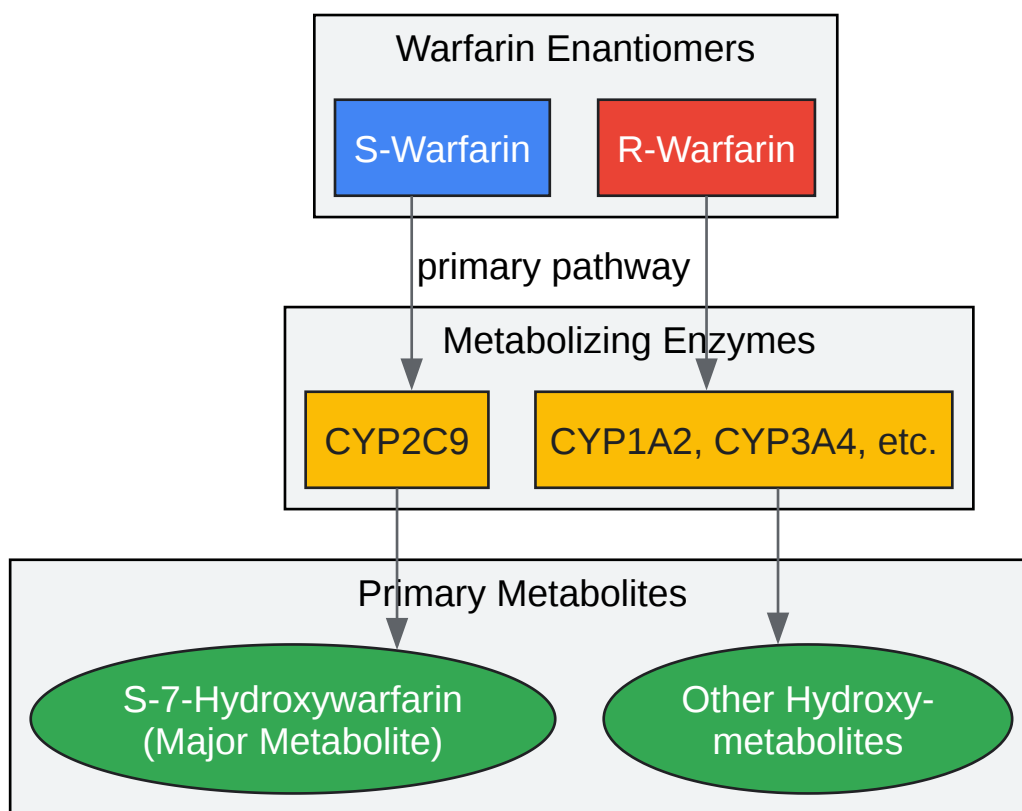 Warfarin Enantiomers
S-Warfarin
R-Warfarin
primary pathway
Metabolizing Enzymes
CYP2C9
CYP1A2, CYP3A4, etc.
Primary Metabolites
S-7-Hydroxywarfarin
(Major Metabolite)
Other Hydroxy-
metabolites